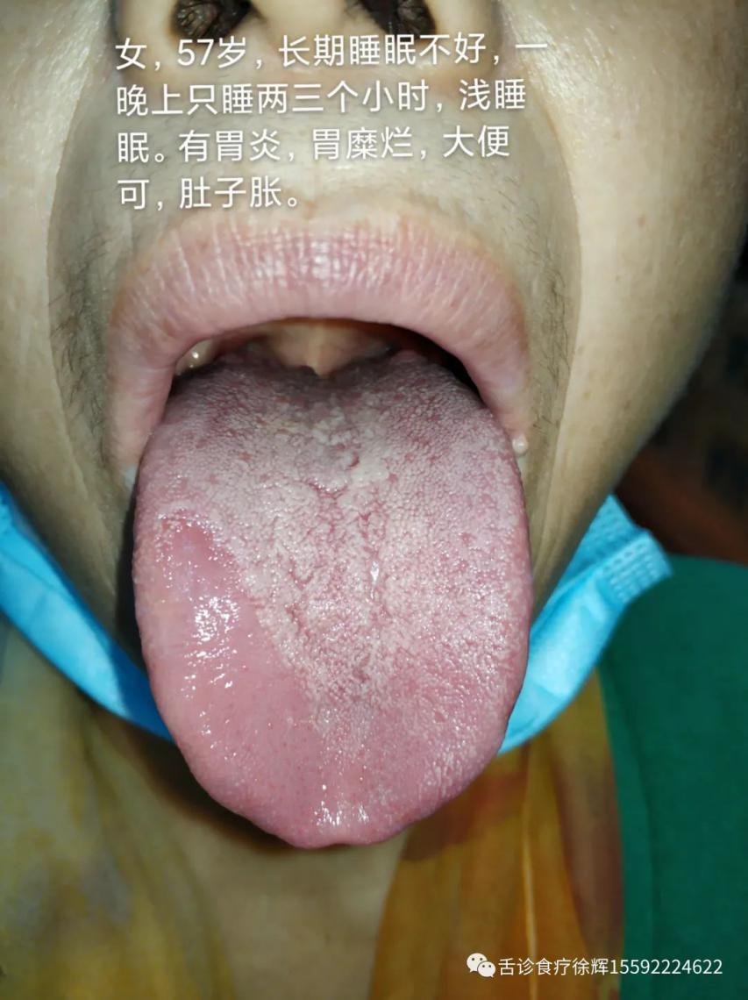 女，57岁，长期睡眠不好，一
晚上只睡两三个小时，浅睡
眠。有胃炎，胃糜烂，大便
可，肚子胀。
舌诊食疗徐辉15592224622